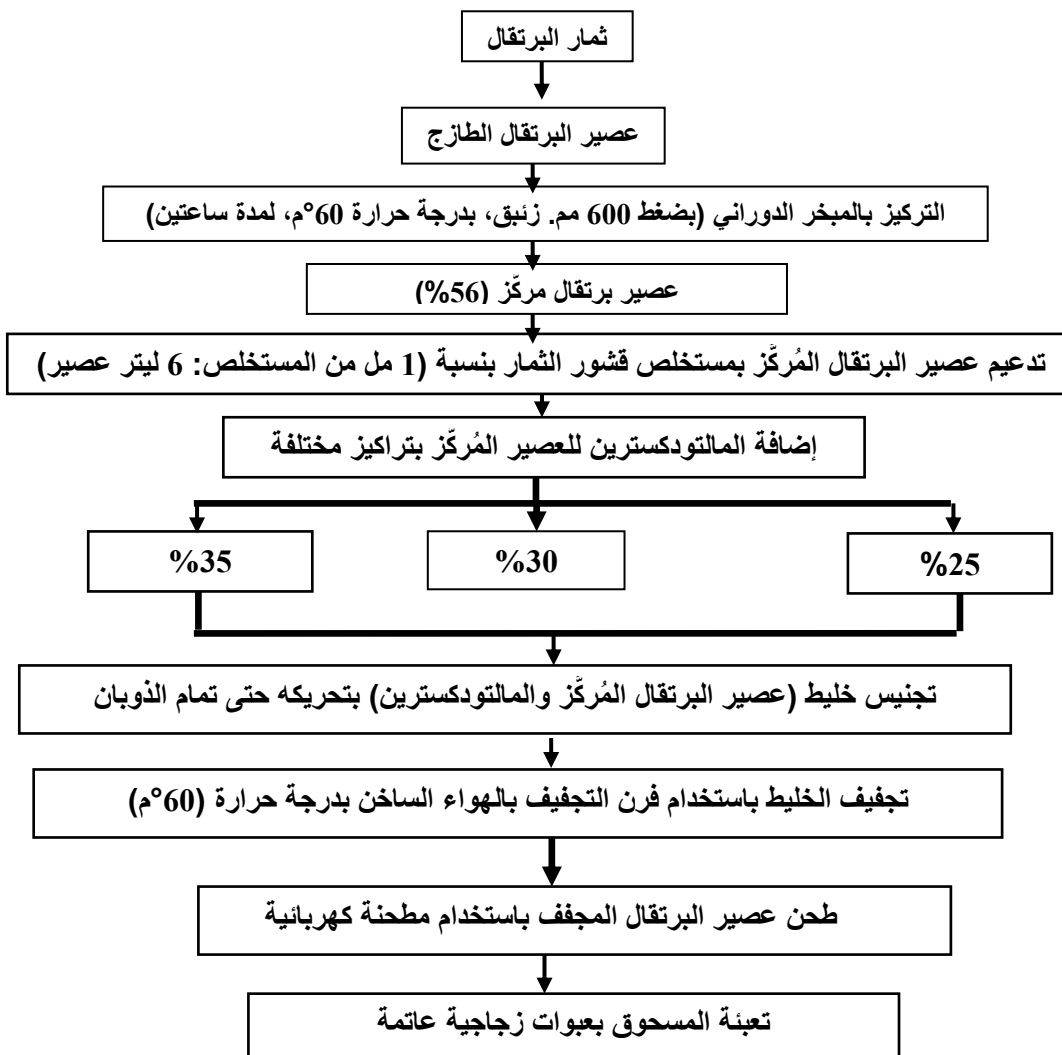 ثمار البرتقال
عصير البرتقال الطازج
التركيز بالمبخر الدوراني (بضغط 600 مم. زئبق، بدرجة حرارة 60°م، لمدة ساعتين)
عصير برتقال مركّز (56%)
تدعيم عصير البرتقال المُركَّز بمستخلص قشور الثمار بنسبة (1 مل من المستخلص: 6 ليتر عصير)
إضافة المالتودكسترين للعصير المُركّز بتراكيز مختلفة
%25
%30
%35
تجنيس خليط (عصير البرتقال المُركَّز والمالتودكسترين) بتحريكه حتى تمام الذوبان
تجفيف الخليط باستخدام فرن التجفيف بالهواء الساخن بدرجة حرارة (60°م)
طحن عصير البرتقال المجفف باستخدام مطحنة كهربائية
تعبئة المسحوق بعبوات زجاجية عاتمة